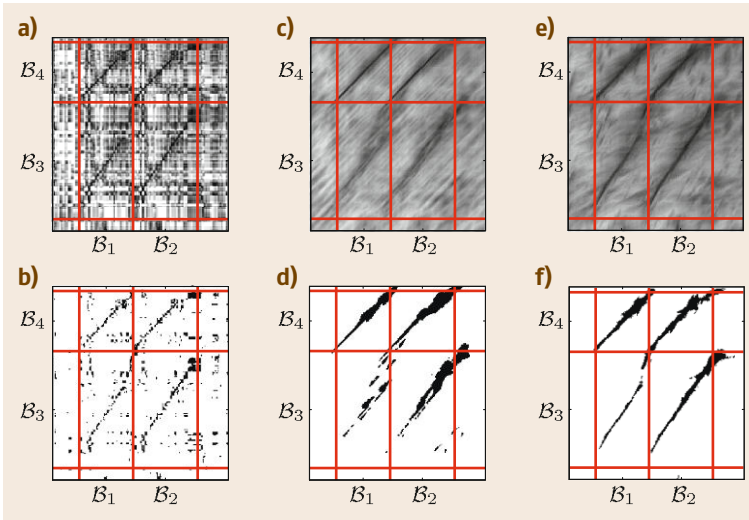 a)
c)
e)
ℬ₄
ℬ₄
ℬ₄
ℬ₃
ℬ₃
ℬ₃
ℬ₁ ℬ₂
ℬ₁ ℬ₂
ℬ₁ ℬ₂
b)
d)
f)
ℬ₄
ℬ₄
ℬ₄
ℬ₃
ℬ₃
ℬ₃
ℬ₁ ℬ₂
ℬ₁ ℬ₂
ℬ₁ ℬ₂